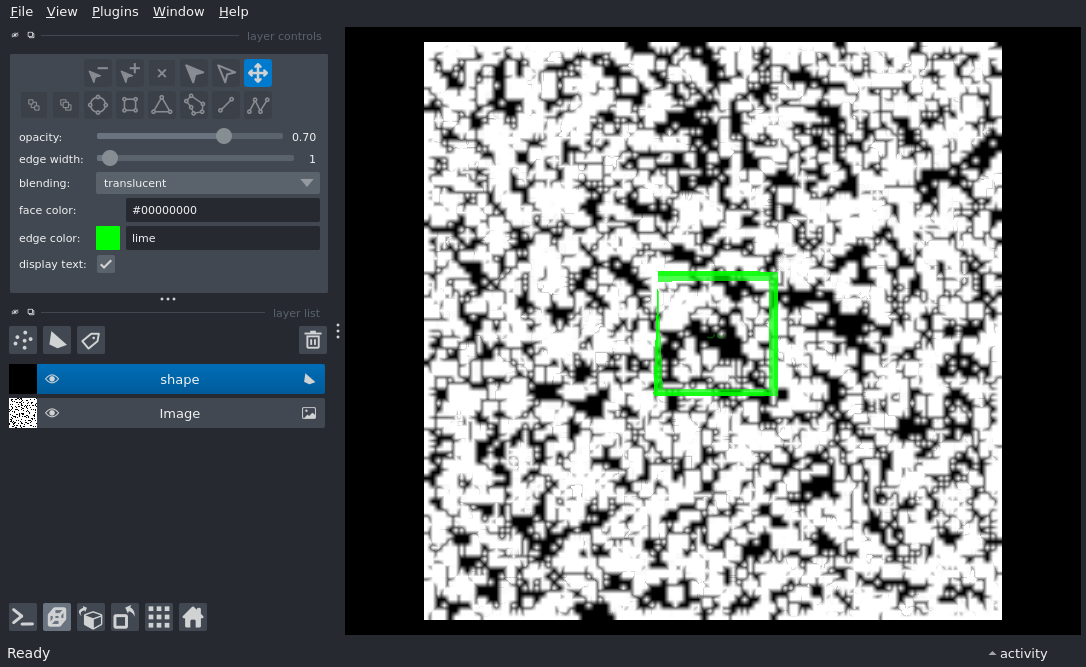 File View Plugins Window Help
layer controls
opacity: 0.70
edge width: 1
blending: translucent
face color: #00000000
edge color: lime
display text:
layer list
shape
Image
Ready
activity